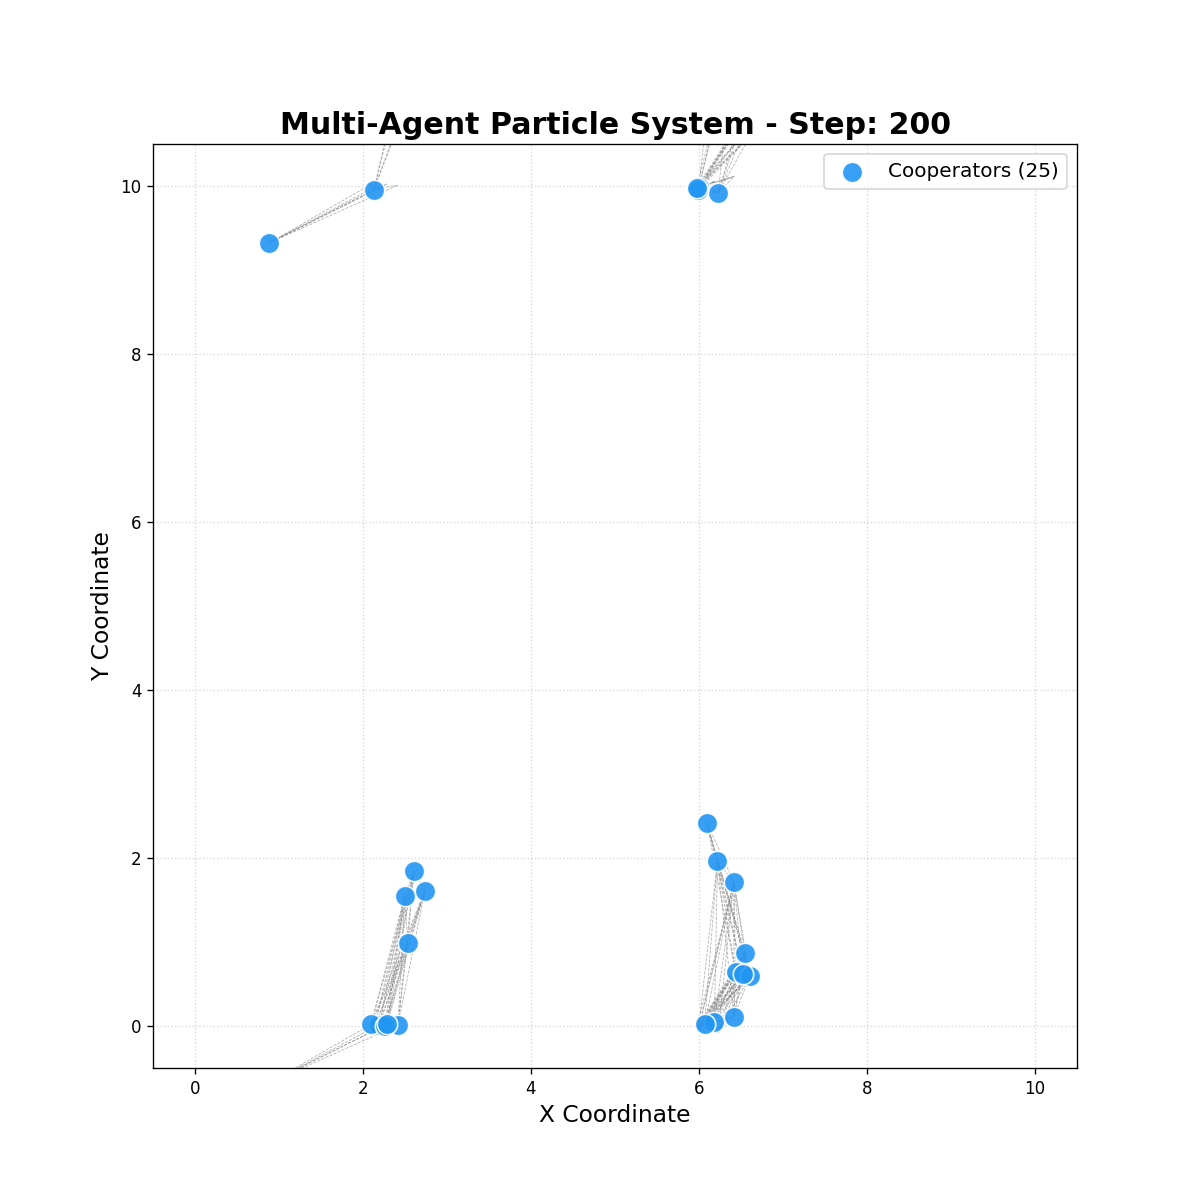 Multi-Agent Particle System - Step: 200
Cooperators (25)
10
8
6
4
2
0
Y Coordinate
0 2 4 6 8 10
X Coordinate